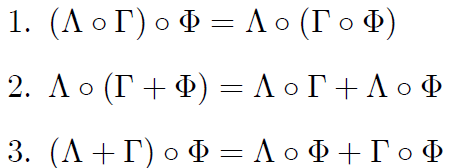 1. (Λ ∘ Γ) ∘ Φ = Λ ∘ (Γ ∘ Φ)
2. Λ ∘ (Γ + Φ) = Λ ∘ Γ + Λ ∘ Φ
3. (Λ + Γ) ∘ Φ = Λ ∘ Φ + Γ ∘ Φ